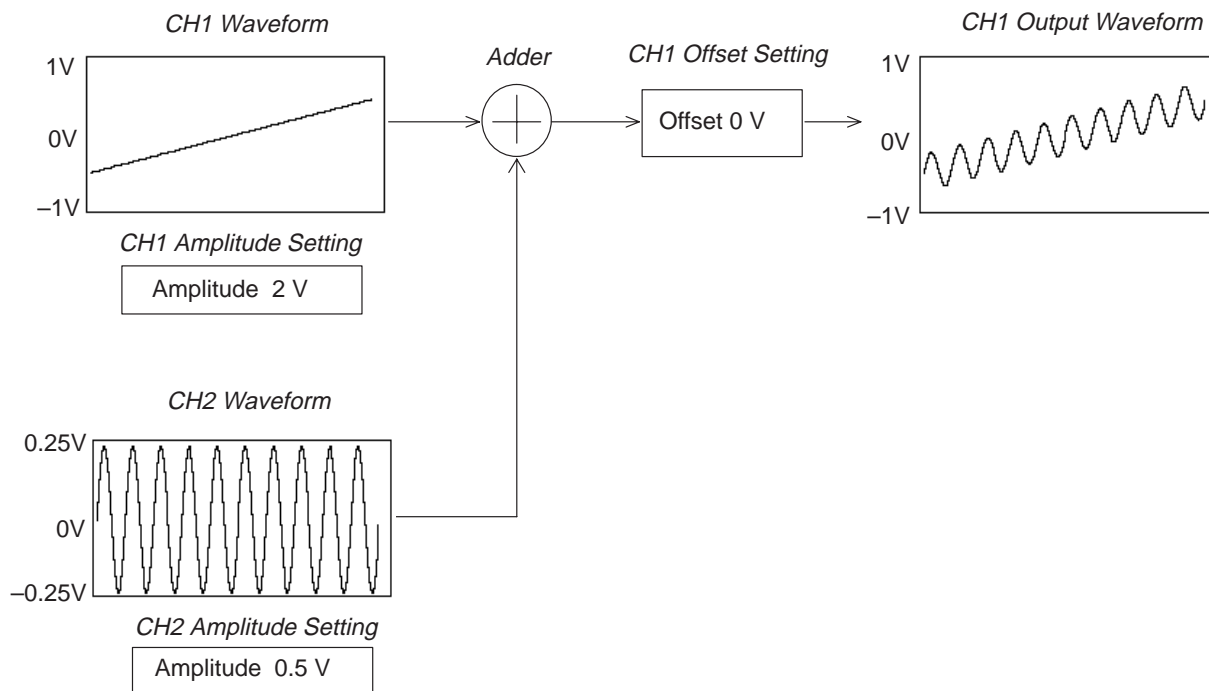 CH1 Waveform
1V
0V
–1V
CH1 Amplitude Setting
Amplitude 2 V
Adder
CH1 Offset Setting
Offset 0 V
CH1 Output Waveform
1V
0V
–1V
CH2 Waveform
0.25V
0V
–0.25V
CH2 Amplitude Setting
Amplitude 0.5 V